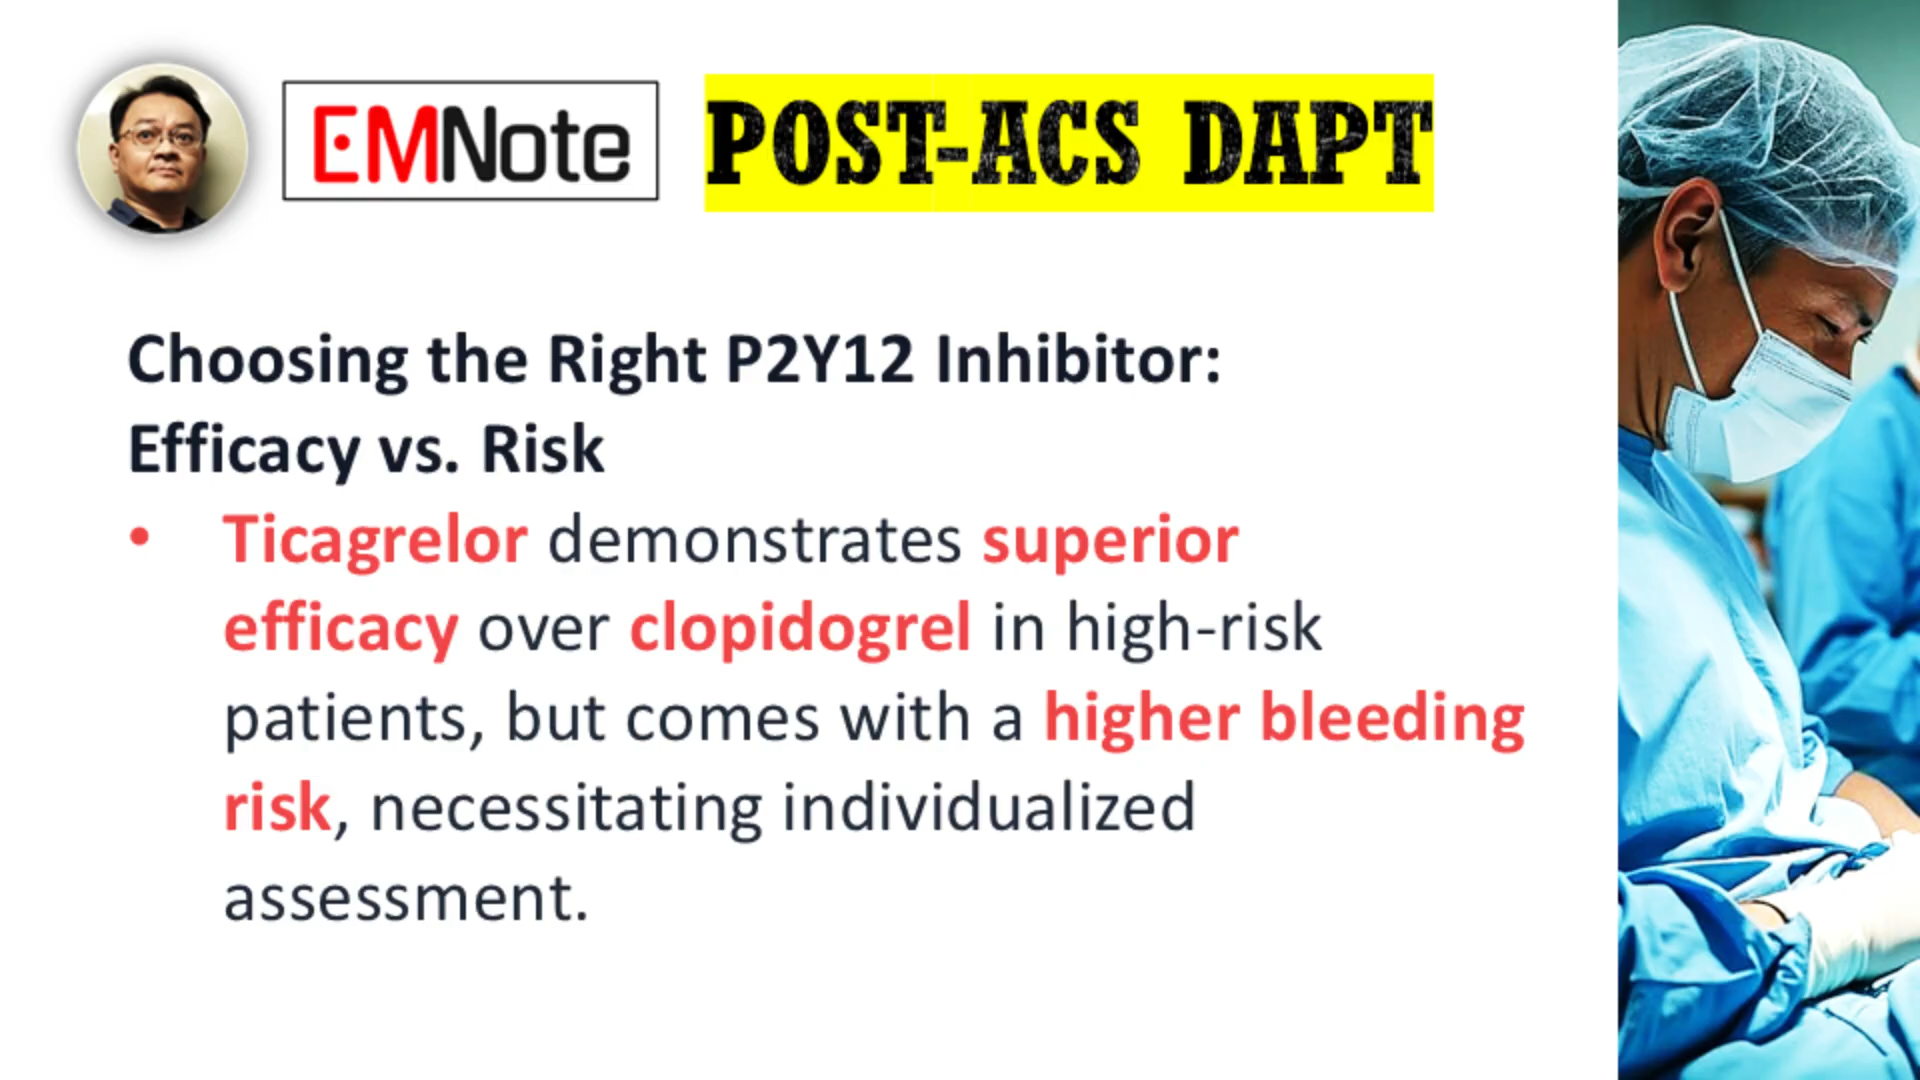 EMNote
POST-ACS DAPT
Choosing the Right P2Y12 Inhibitor:
Efficacy vs. Risk
• Ticagrelor demonstrates superior
efficacy over clopidogrel in high-risk
patients, but comes with a higher bleeding
risk, necessitating individualized
assessment.